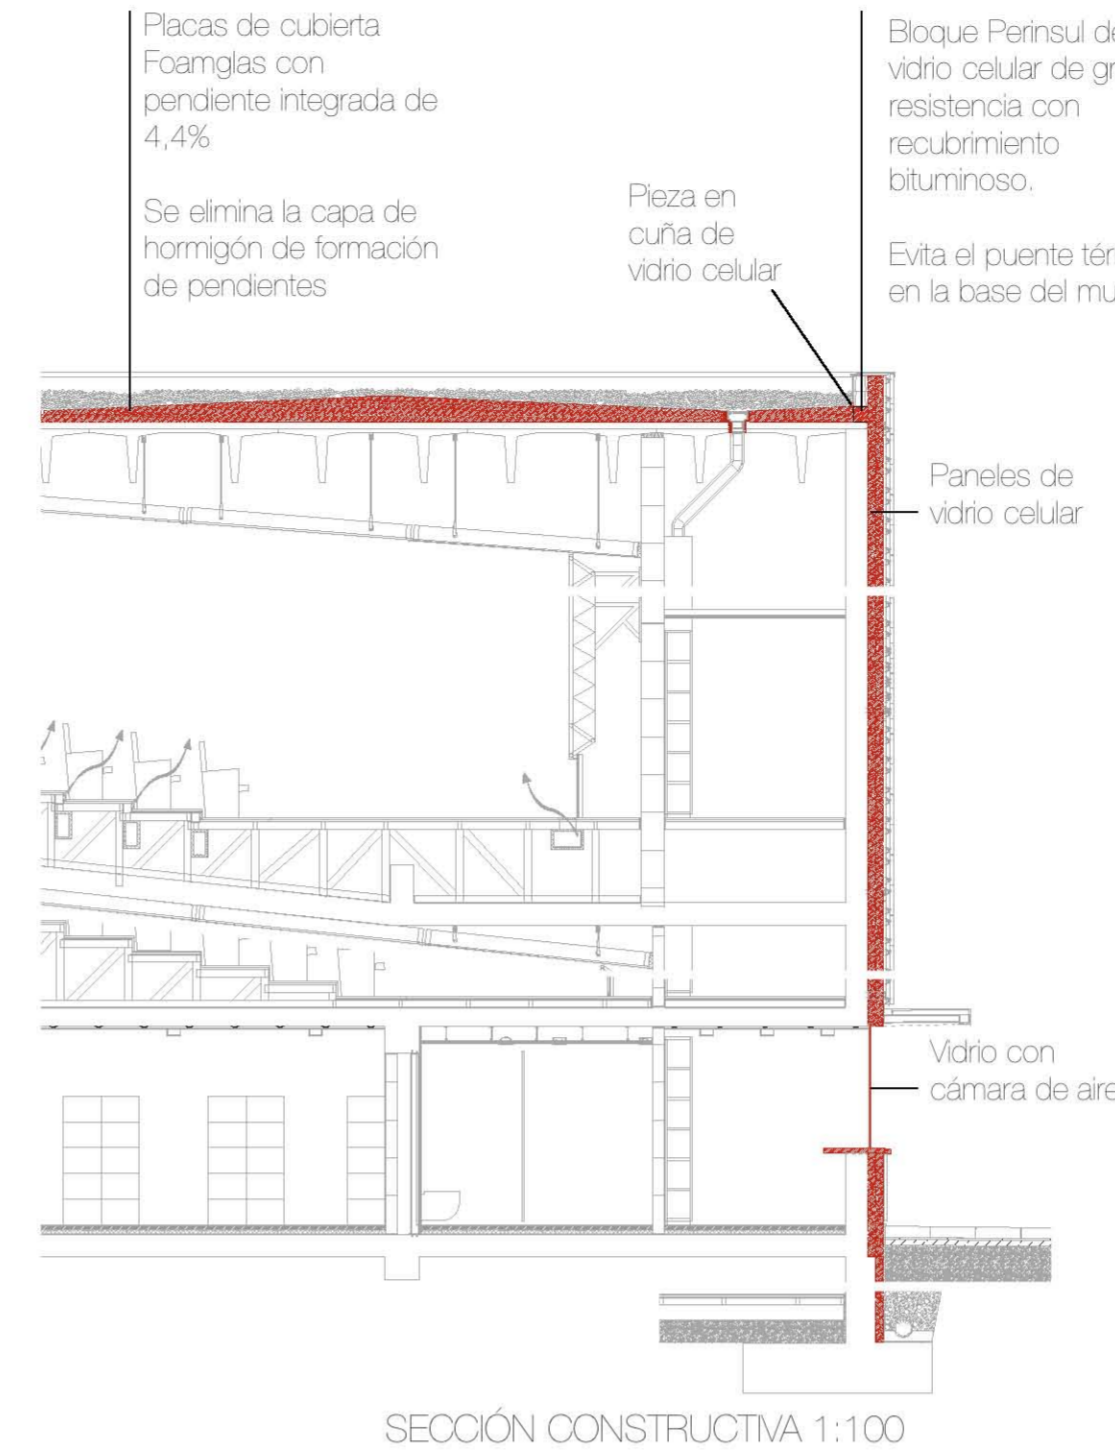 Placas de cubierta
Foamglas con
pendiente integrada de
4,4%
Se elimina la capa de
hormigón de formación
de pendientes
Pieza en
cuña de
vidrio celular
Bloque Perinsul de
vidrio celular de
resistencia con
recubrimiento
bituminoso.
Evita el puente
en la base del
Paneles de
vidrio celular
Vidrio con
cámara de aire
SECCIÓN CONSTRUCTIVA 1:100